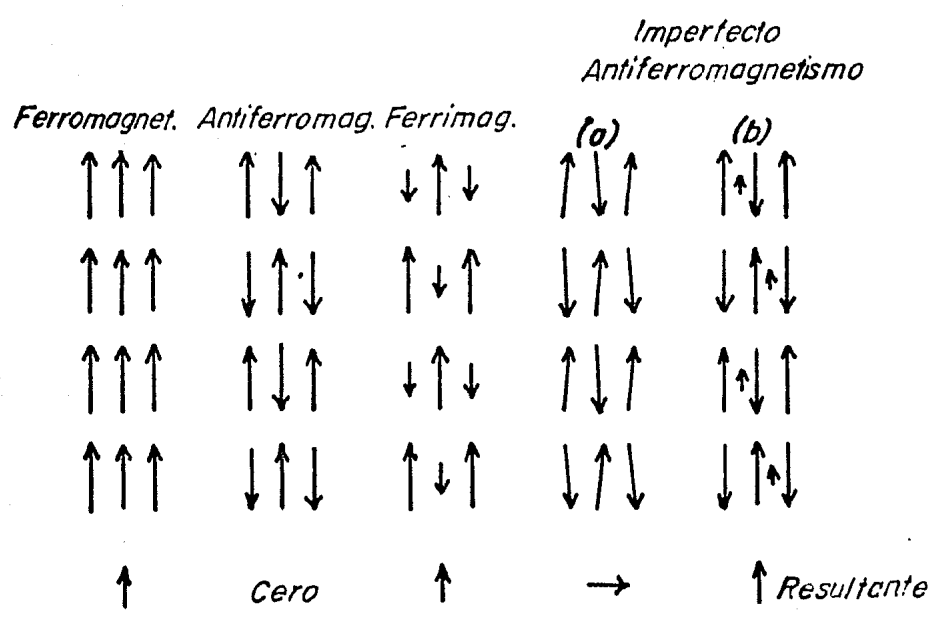 Imperfecto
Antiferromagnetismo
Ferromagnet. Antiferromag. Ferrimag.
(a) (b)
Cero
Resultante